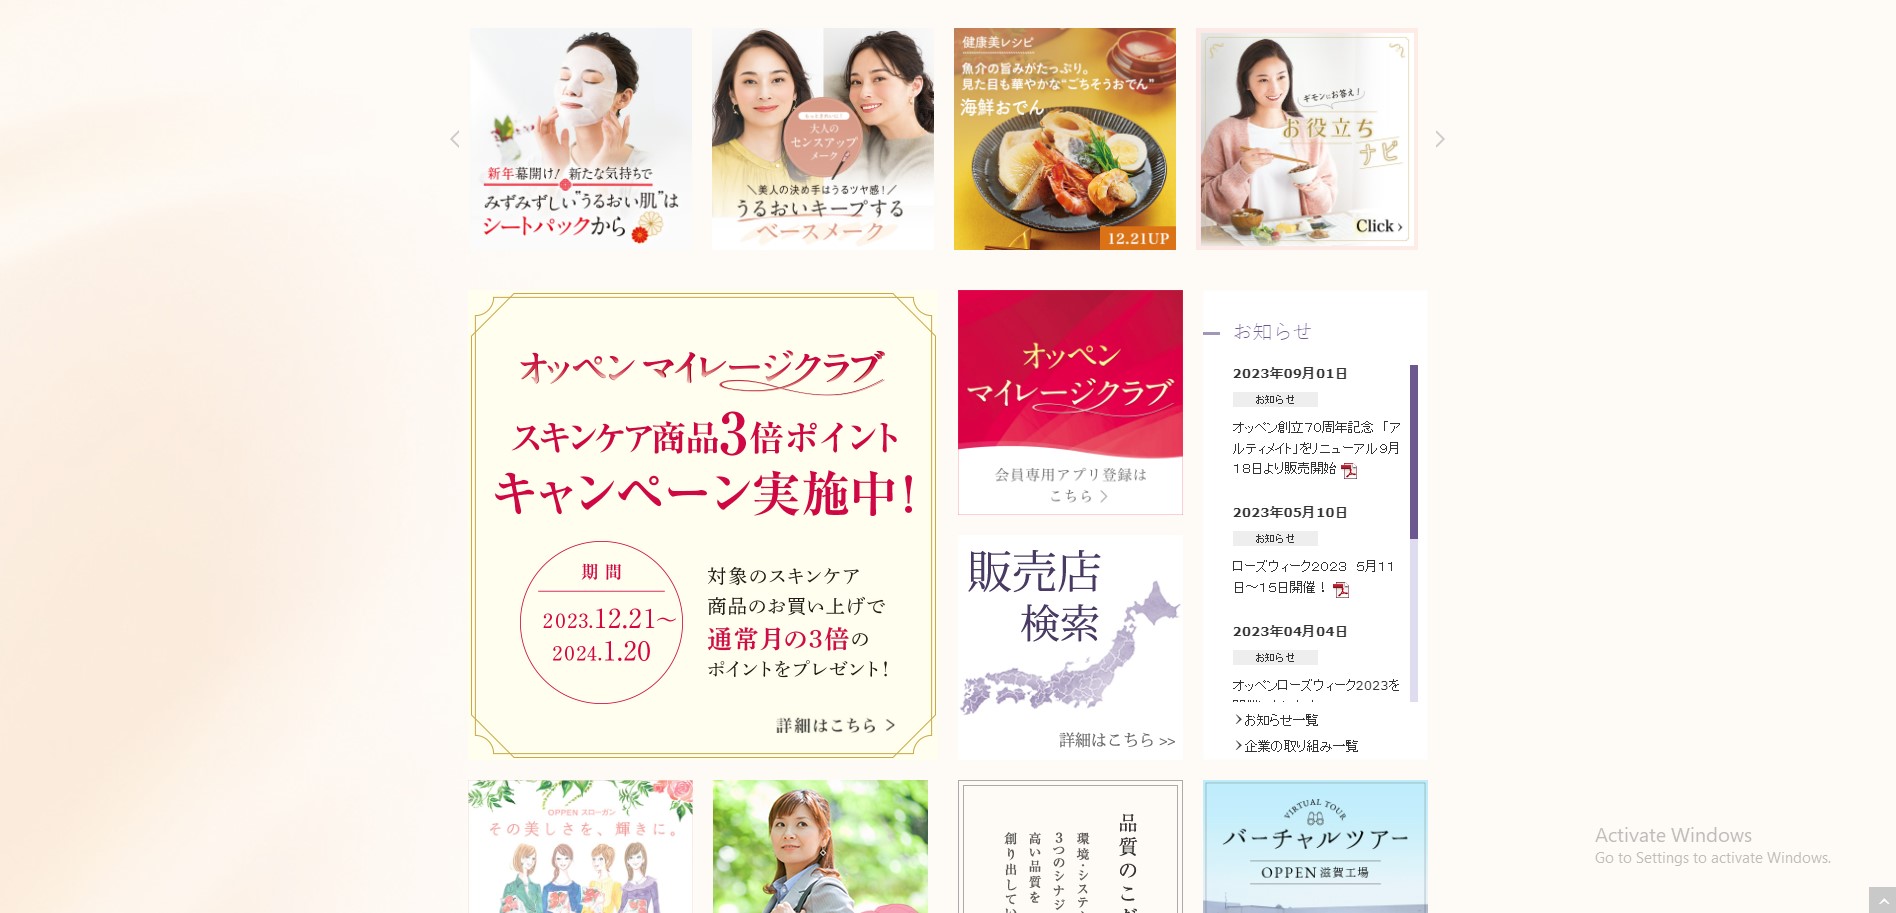 新年幕開け! 新たな気持ちで
みずみずしい"うるおい肌"は
シートパックから
大人の
センスアップ
メーク
＼美人の決め手はうるツヤ感!／
うるおいキープする
ベースメーク
健康美レシピ
魚介の旨みがたっぷり。
見た目も華やかな"ごちそうおでん"
海鮮おでん
12.21UP
ギモンにお答え!
お役立ち
ナビ
Click ›
オッペン マイレージクラブ
スキンケア商品3倍ポイント
キャンペーン実施中!
期間
2023.12.21～
2024.1.20
対象のスキンケア
商品のお買い上げで
通常月の3倍の
ポイントをプレゼント!
詳細はこちら >
オッペン
マイレージクラブ
会員専用アプリ登録は
こちら >
販売店
検索
詳細はこちら >>
お知らせ
2023年09月01日
お知らせ
オッペン創立70周年記念 「ア
ルティメイト」をリニューアル９月
１８日より販売開始
2023年05月10日
お知らせ
ローズウィーク2023　5月11
日～15日開催！
2023年04月04日
お知らせ
オッペンローズウィーク2023を
お知らせ一覧
企業の取り組み一覧
OPPEN スローガン
その美しさを、輝きに。
品質のこ
環境・システ
3つのシナジ
高い品質を
創り出してい
VIRTUAL TOUR
バーチャルツアー
OPPEN 滋賀工場
Activate Windows
Go to Settings to activate Windows.